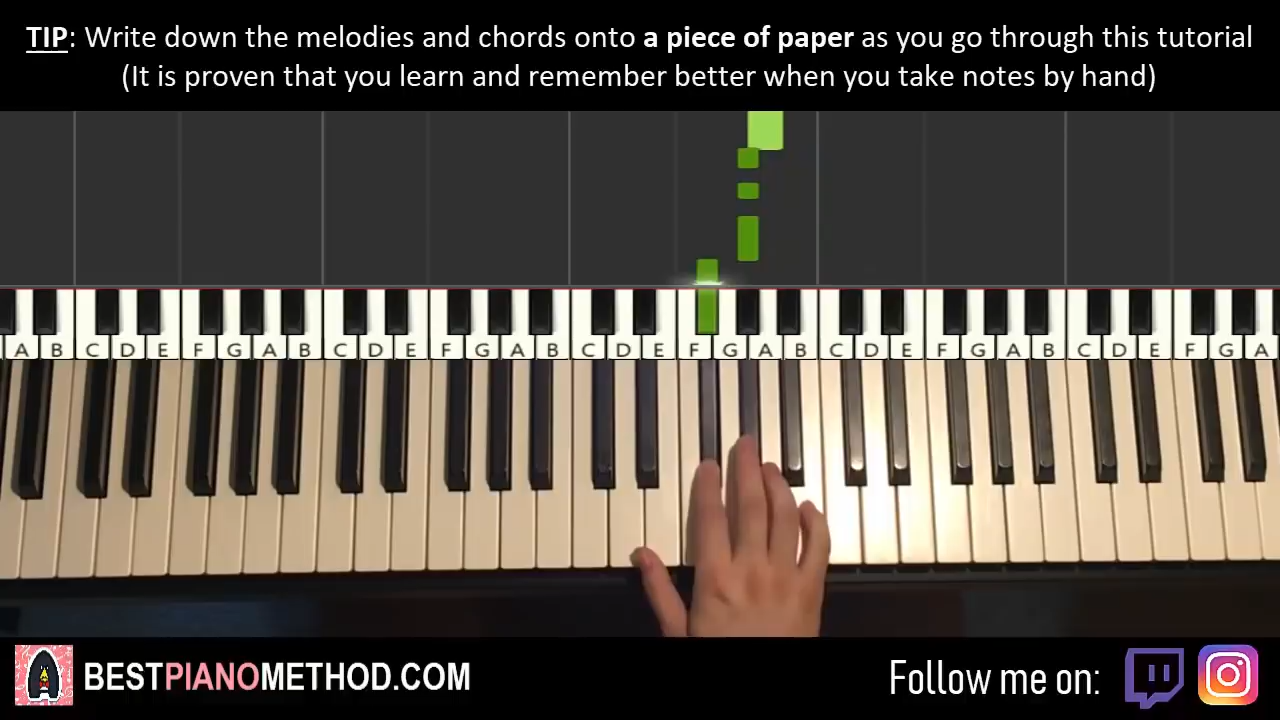 TIP: Write down the melodies and chords onto a piece of paper as you go through this tutorial
(It is proven that you learn and remember better when you take notes by hand)
A B C D E F G A B C D E F G A B C D E F G A B C D E F G A B C D E F G A
BESTPIANOMETHOD.COM
Follow me on: